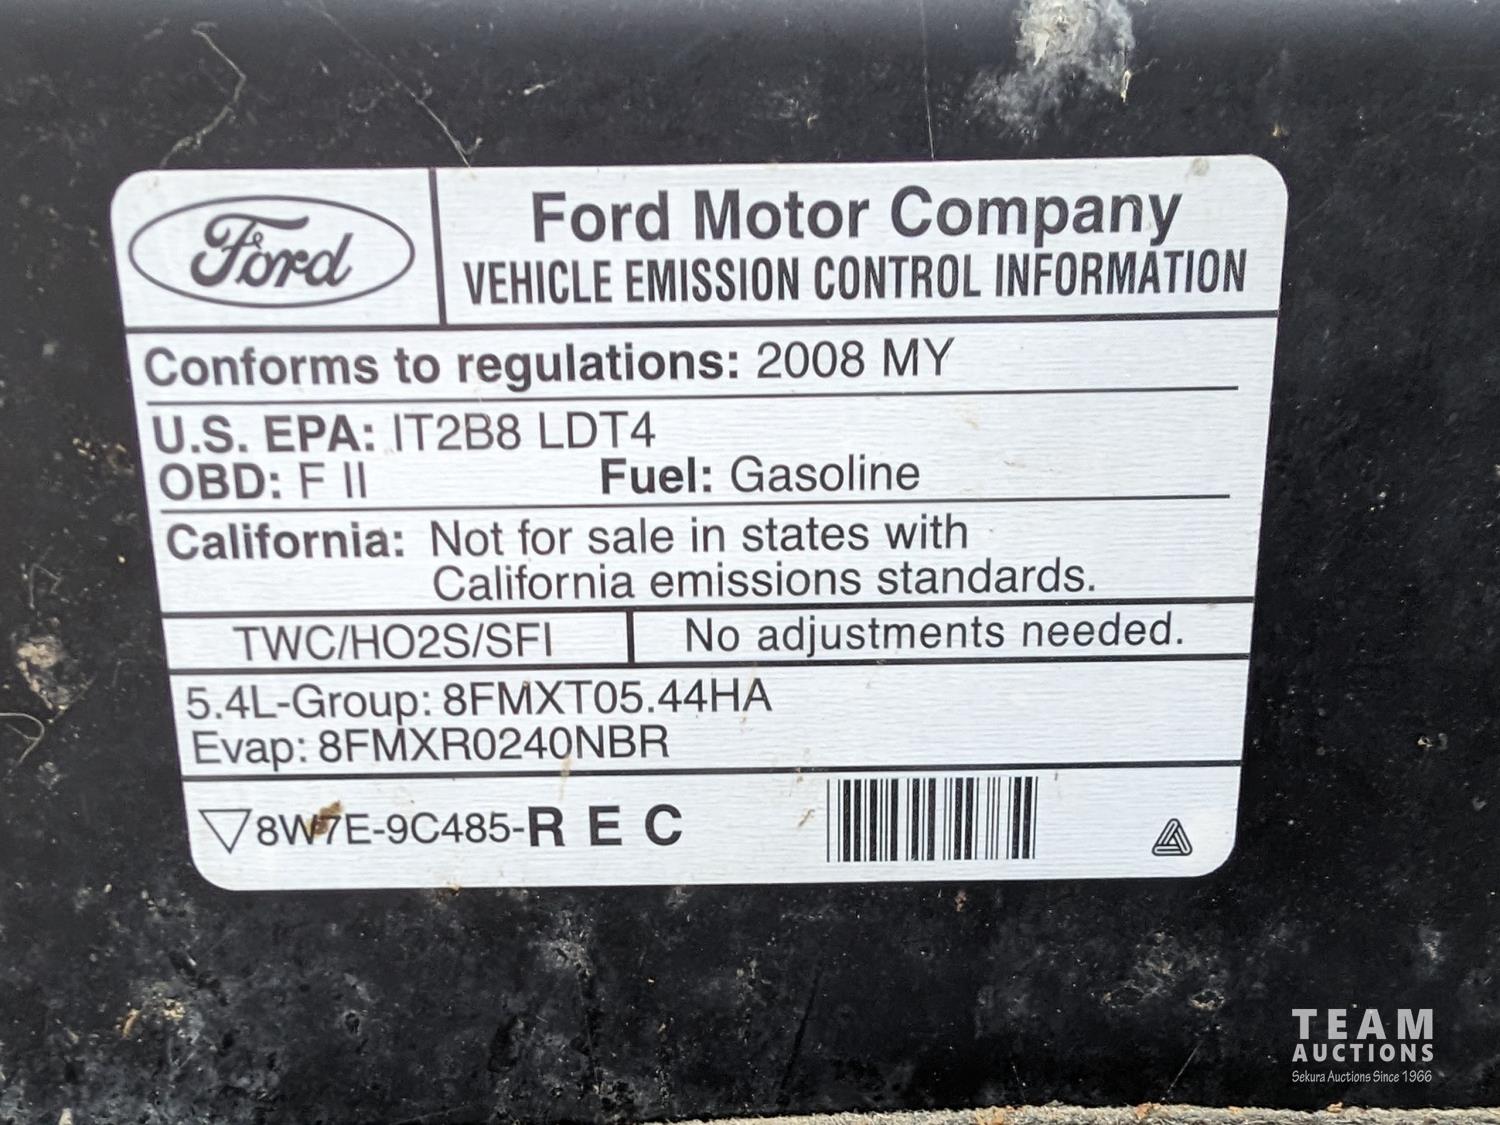 Ford
Ford Motor Company
VEHICLE EMISSION CONTROL INFORMATION
Conforms to regulations: 2008 MY
U.S. EPA: IT2B8 LDT4
OBD: F II Fuel: Gasoline
California: Not for sale in states with
California emissions standards.
TWC/HO2S/SFI
No adjustments needed.
5.4L-Group: 8FMXT05.44HA
Evap: 8FMXR0240NBR
8W7E-9C485-R E C
TEAM
AUCTIONS
Sekura Auctions Since 1966